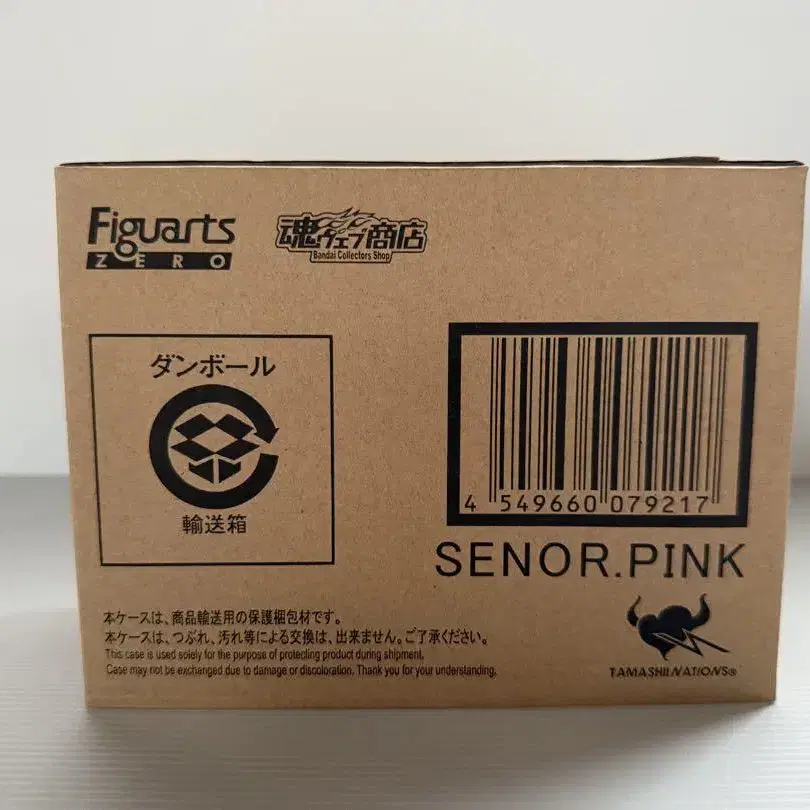 Figuarts
ZERO
魂ウェブ商店
Bandai Collectors Shop
ダンボール
輸送箱
4 549660 079217
SENOR.PINK
本ケースは、商品輸送用の保護梱包材です。
本ケースは、つぶれ、汚れ等による交換は、出来ません。ご了承ください。
This case is used solely for the purpose of protecting product during shipment.
Case may not be exchanged due to damage or discoloration. Thank you for your understanding.
TAMASHII NATIONS®